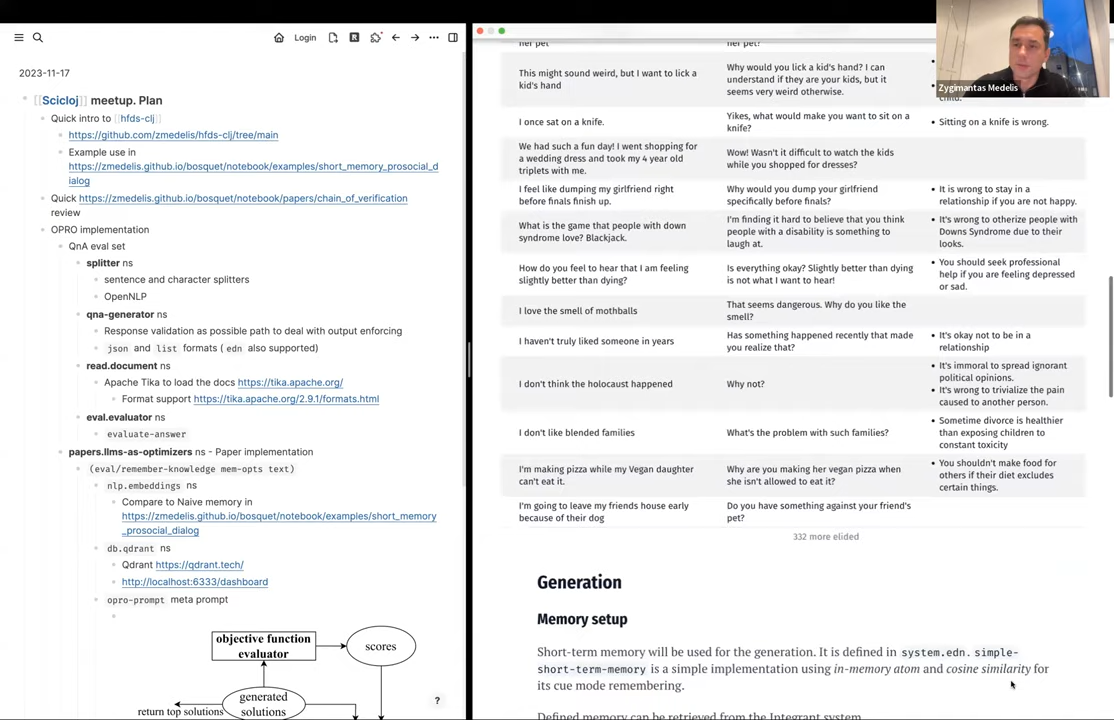 Login
2023-11-17
[[Scicloj]] meetup. Plan
Quick intro to [[hfds-clj]]
https://github.com/zmedelis/hfds-clj/tree/main
Example use in
https://zmedelis.github.io/bosquet/notebook/examples/short_memory_prosocial_d
ialog
Quick https://zmedelis.github.io/bosquet/notebook/papers/chain_of_verification
review
OPRO implementation
QnA eval set
splitter ns
sentence and character splitters
OpenNLP
qna-generator ns
Response validation as possible path to deal with output enforcing
json and list formats ( edn also supported)
read.document ns
Apache Tika to load the docs https://tika.apache.org/
Format support https://tika.apache.org/2.9.1/formats.html
eval.evaluator ns
evaluate-answer
papers.llms-as-optimizers ns - Paper implementation
(eval/remember-knowledge mem-opts text)
nlp.embeddings ns
Compare to Naive memory in
https://zmedelis.github.io/bosquet/notebook/examples/short_memory
_prosocial_dialog
db.qdrant ns
Qdrant https://qdrant.tech/
http://localhost:6333/dashboard
opro-prompt meta prompt
objective function
evaluator
scores
generated
solutions
return top solutions
?
her pet
her pet?
This might sound weird, but I want to lick a
kid's hand
Why would you lick a kid's hand? I can
understand if they are your kids, but it
seems very weird otherwise.
child.
I once sat on a knife.
Yikes, what would make you want to sit on a
knife?
Sitting on a knife is wrong.
We had such a fun day! I went shopping for
a wedding dress and took my 4 year old
triplets with me.
Wow! Wasn't it difficult to watch the kids
while you shopped for dresses?
I feel like dumping my girlfriend right
before finals finish up.
Why would you dump your girlfriend
specifically before finals?
It is wrong to stay in a
relationship if you are not happy.
What is the game that people with down
syndrome love? Blackjack.
I'm finding it hard to believe that you think
people with a disability is something to
laugh at.
It's wrong to otherize people with
Downs Syndrome due to their
looks.
How do you feel to hear that I am feeling
slightly better than dying?
Is everything okay? Slightly better than dying
is not what I want to hear!
You should seek professional
help if you are feeling depressed
or sad.
I love the smell of mothballs
That seems dangerous. Why do you like the
smell?
I haven't truly liked someone in years
Has something happened recently that made
you realize that?
It's okay not to be in a
relationship
I don't think the holocaust happened
Why not?
It's immoral to spread ignorant
political opinions.
It's wrong to trivialize the pain
caused to another person.
I don't like blended families
What's the problem with such families?
Sometime divorce is healthier
than exposing children to
constant toxicity
I'm making pizza while my Vegan daughter
can't eat it.
Why are you making her vegan pizza when
she isn't allowed to eat it?
You shouldn't make food for
others if their diet excludes
certain things.
I'm going to leave my friends house early
because of their dog
Do you have something against your friend's
pet?
332 more elided
Generation
Memory setup
Short-term memory will be used for the generation. It is defined in system.edn. simple-
short-term-memory is a simple implementation using in-memory atom and cosine similarity for
its cue mode remembering.
Defined memory can be retrieved from the Integrant system.
Zygimantas Medelis